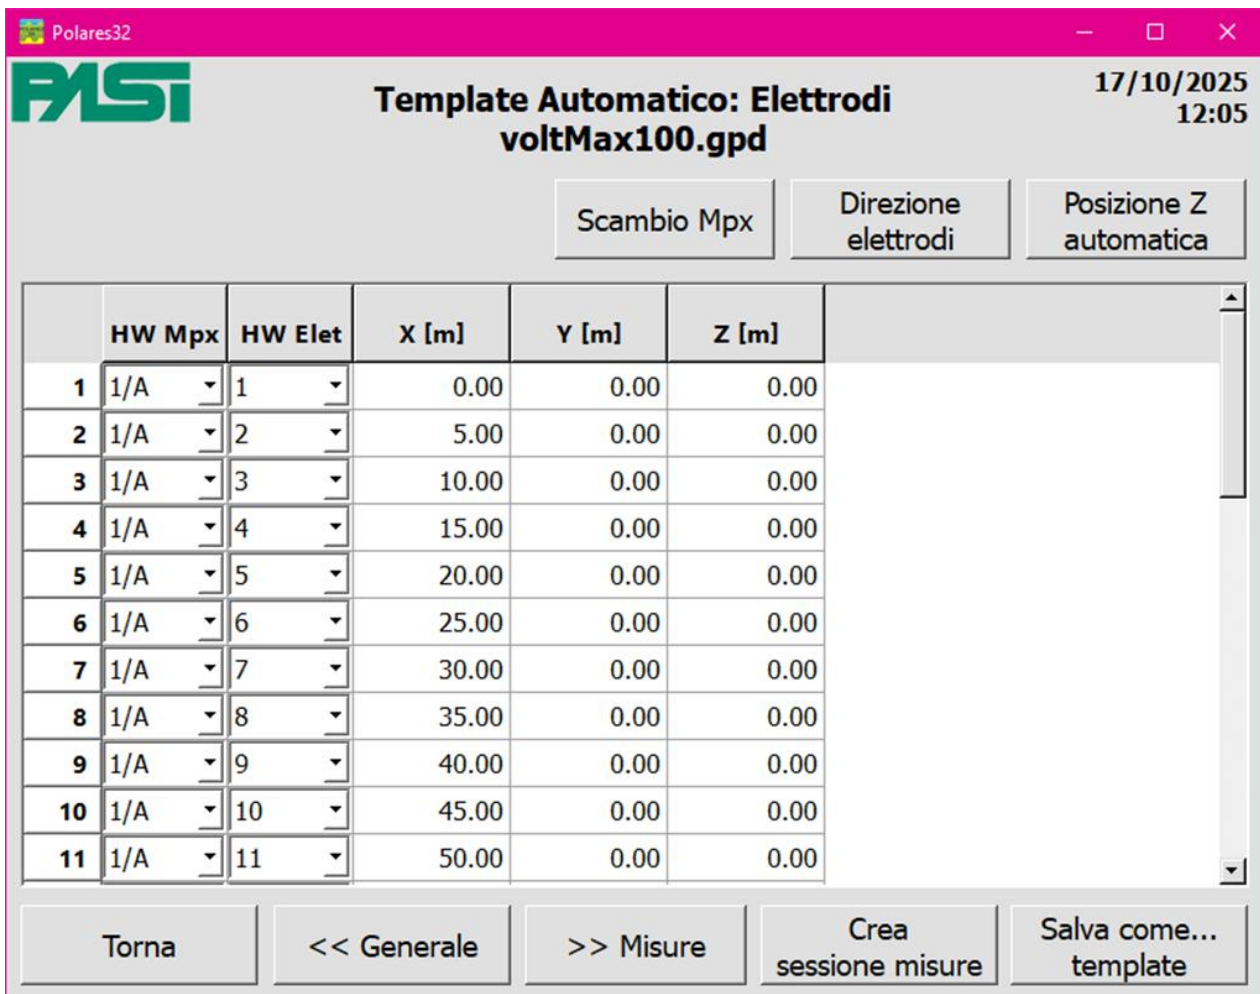 Polares32
PASI
Template Automatico: Elettrodi
voltMax100.gpd
17/10/2025
12:05
Scambio Mpx
Direzione
elettrodi
Posizione Z
automatica
HW Mpx HW Elet X [m] Y [m] Z [m]
1 1/A 1 0.00 0.00 0.00
2 1/A 2 5.00 0.00 0.00
3 1/A 3 10.00 0.00 0.00
4 1/A 4 15.00 0.00 0.00
5 1/A 5 20.00 0.00 0.00
6 1/A 6 25.00 0.00 0.00
7 1/A 7 30.00 0.00 0.00
8 1/A 8 35.00 0.00 0.00
9 1/A 9 40.00 0.00 0.00
10 1/A 10 45.00 0.00 0.00
11 1/A 11 50.00 0.00 0.00
Torna
<< Generale
>> Misure
Crea
sessione misure
Salva come...
template